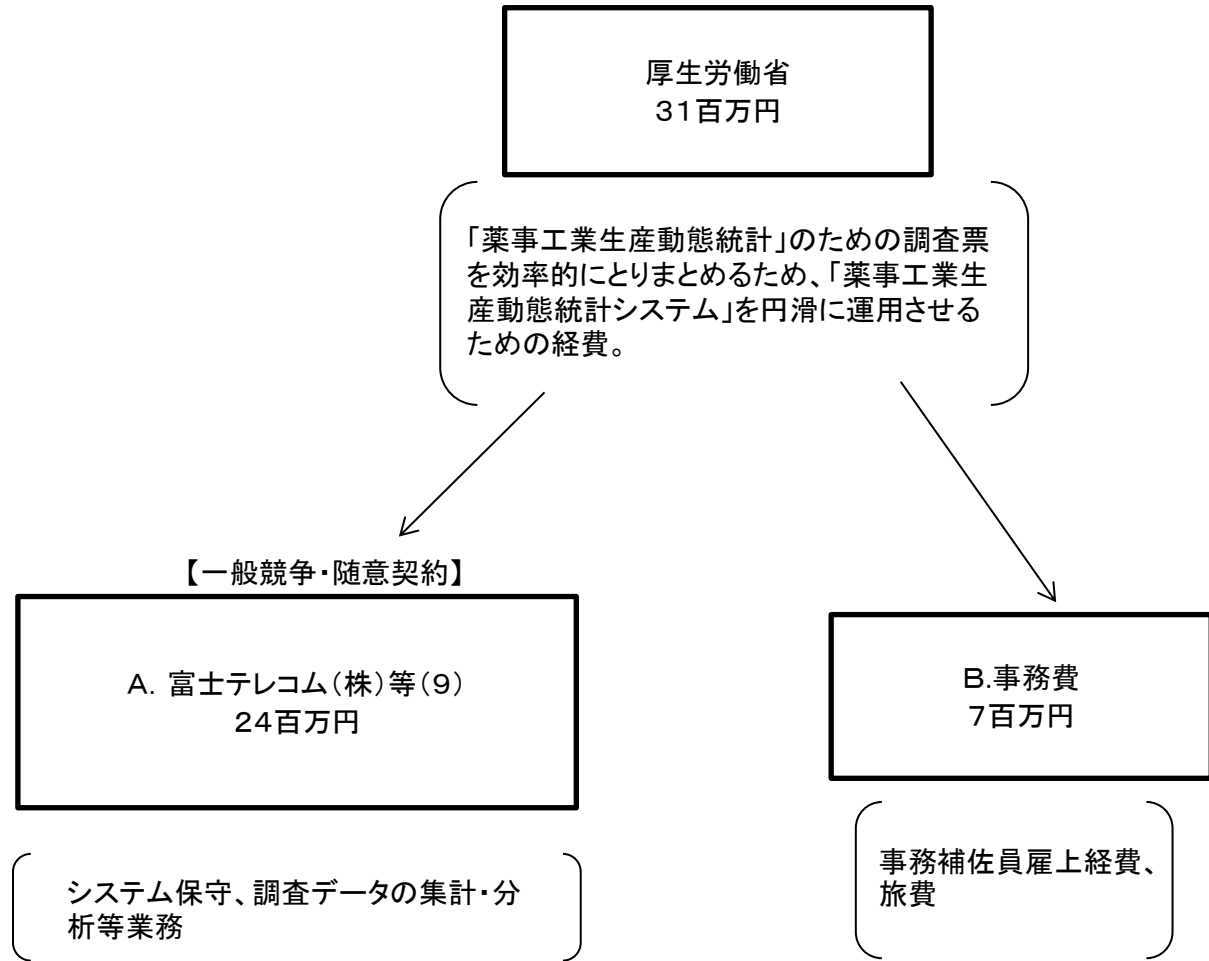 厚生労働省
31百万円
「薬事工業生産動態統計」のための調査票
を効率的にとりまとめるため、「薬事工業生
産動態統計システム」を円滑に運用させる
ための経費。
【一般競争・随意契約】
A. 富士テレコム(株)等(9)
24百万円
B.事務費
7百万円
システム保守、調査データの集計・分
析等業務
事務補佐員雇上経費、
旅費